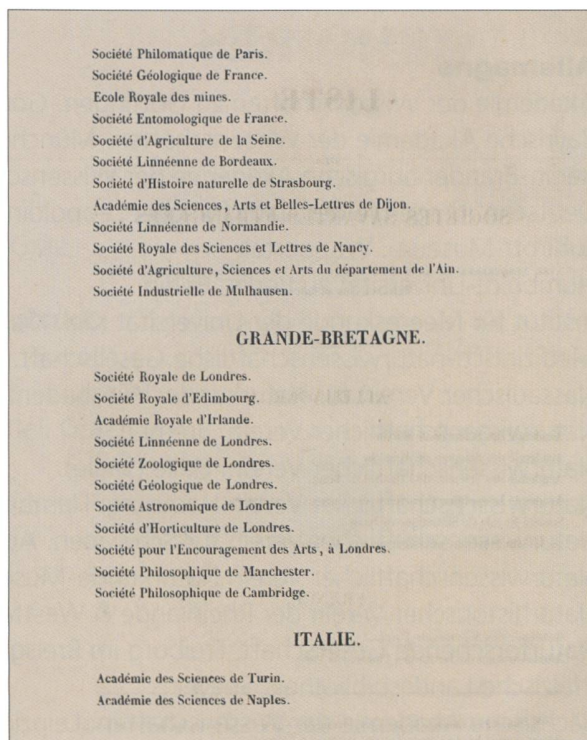 Société Philomatique de Paris.
Société Géologique de France.
Ecole Royale des mines.
Société Entomologique de France.
Société d'Agriculture de la Seine.
Société Linnéenne de Bordeaux.
Société d'Histoire naturelle de Strasbourg.
Académie des Sciences, Arts et Belles-Lettres de Dijon.
Société Linnéenne de Normandie.
Société Royale des Sciences et Lettres de Nancy.
Société d'Agriculture, Sciences et Arts du département de l'Ain.
Société Industrielle de Mulhausen.
GRANDE-BRETAGNE.
Société Royale de Londres.
Société Royale d'Edimbourg.
Académie Royale d'Irlande.
Société Linnéenne de Londres.
Société Zoologique de Londres.
Société Géologique de Londres.
Société Astronomique de Londres
Société d'Horticulture de Londres.
Société pour l'Encouragement des Arts, à Londres.
Société Philosophique de Manchester.
Société Philosophique de Cambridge.
ITALIE.
Académie des Sciences de Turin.
Académie des Sciences de Naples.